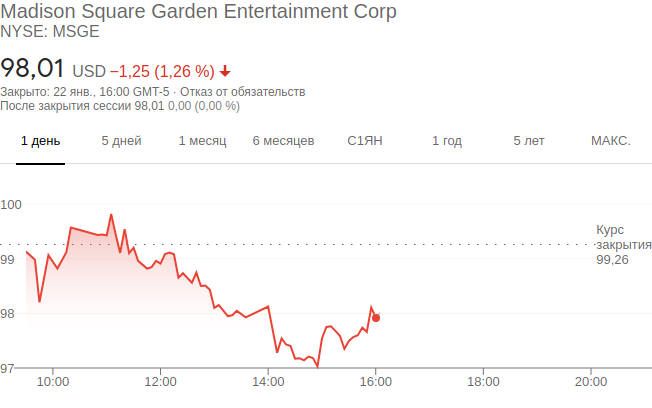 Madison Square Garden Entertainment Corp
NYSE: MSGE
98,01 USD −1,25 (1,26 %)
Закрыто: 22 янв., 16:00 GMT-5 · Отказ от обязательств
После закрытия сессии 98,01 0,00 (0,00 %)
1 день 5 дней 1 месяц 6 месяцев С1ЯН 1 год 5 лет МАКС.
100
Курс
закрытия
99,26
99
98
97
10:00 12:00 14:00 16:00 18:00 20:00